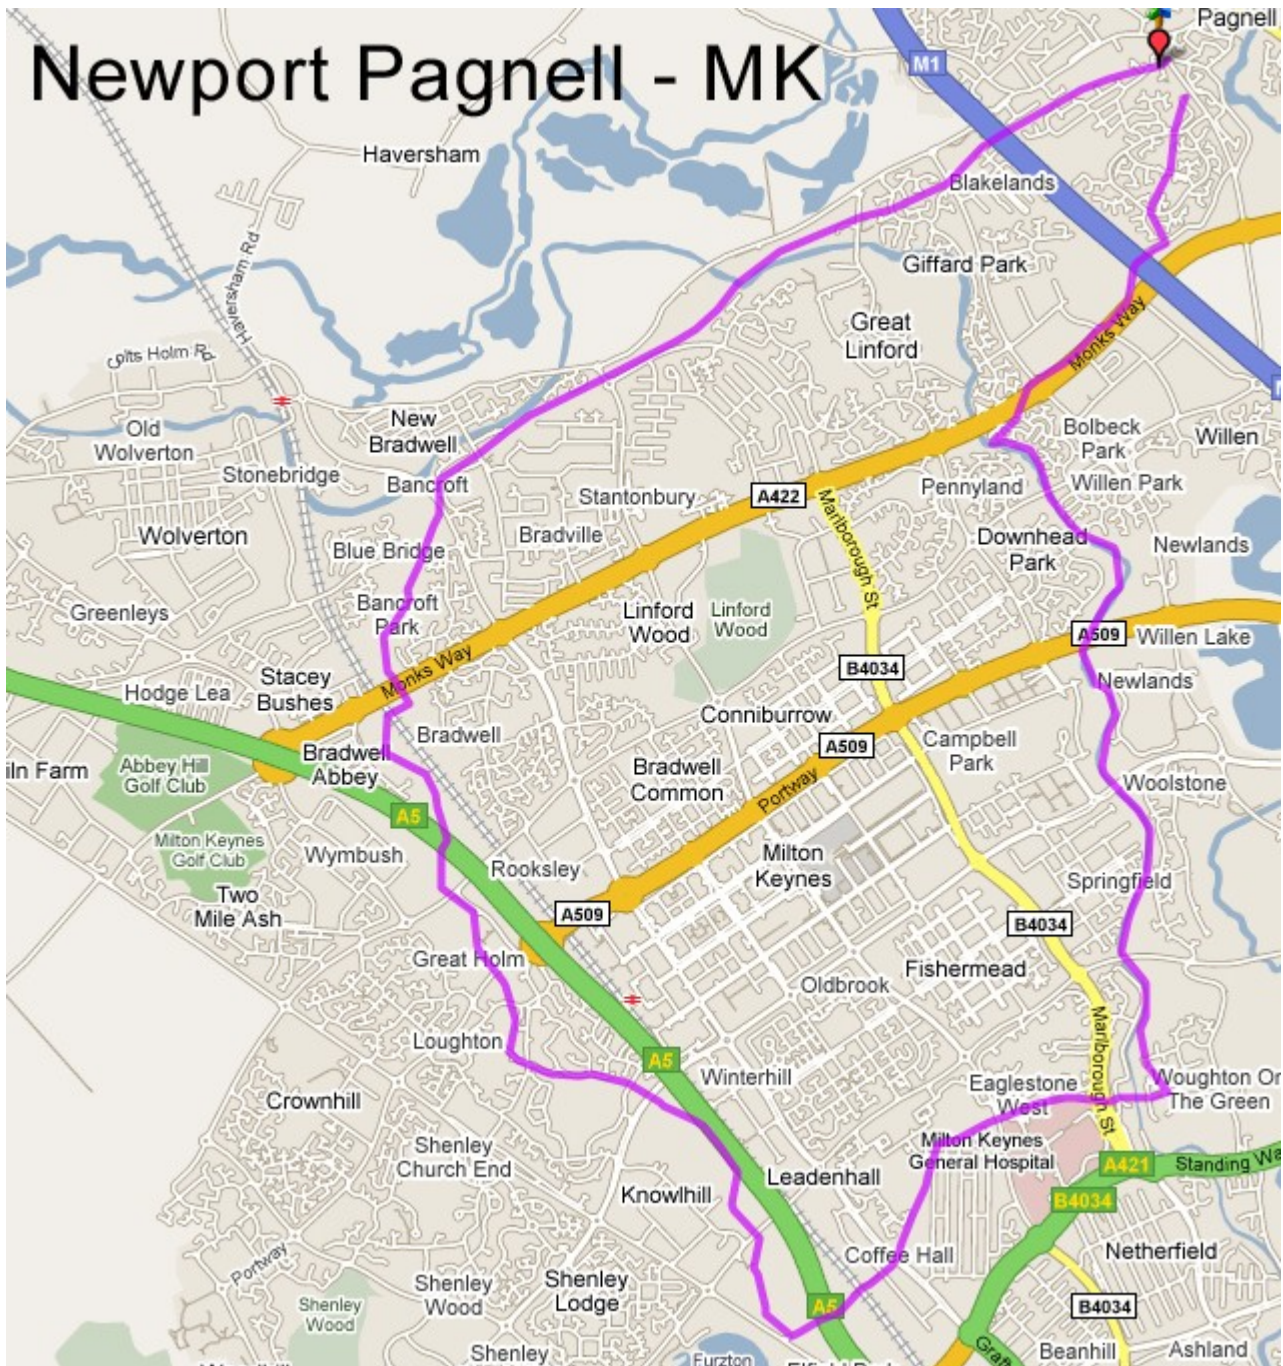 Newport Pagnell - MK
Pagnell
M1
Haversham
Blakelands
Haversham Rd
Giffard Park
Great
Linford
Monks Way
Colts Holm Rd
New
Bradwell
Old
Wolverton
Bolbeck
Park
Willen
Stonebridge
Bancroft
Stantonbury
A422
Pennyland
Willen Park
Marlborough St
Wolverton
Blue Bridge
Bradville
Downhead
Park
Newlands
Greenleys
Bancroft
Park
Linford
Wood
Linford
Wood
A509
Willen Lake
Monks Way
B4034
Stacey
Bushes
Hodge Lea
Newlands
Conniburrow
Bradwell
A509
Campbell
Park
Bradwell
Abbey
iln Farm
Abbey Hill
Golf Club
Bradwell
Common
Portway
Woolstone
A5
Milton Keynes
Golf Club
Wymbush
Rooksley
Milton
Keynes
Springfield
Two
Mile Ash
A509
B4034
Great Holm
Fishermead
Oldbrook
Loughton
Marlborough St
A5
Winterhill
Eaglestone
West
Woughton On
The Green
Crownhill
Shenley
Church End
Milton Keynes
General Hospital
A421
Standing Wa
Leadenhall
Knowlhill
B4034
Portway
Coffee Hall
Netherfield
Shenley
Wood
Shenley
Lodge
Shenley
Wood
A5
B4034
Shenley
Furzton
Graft
Beanhill
Ashland